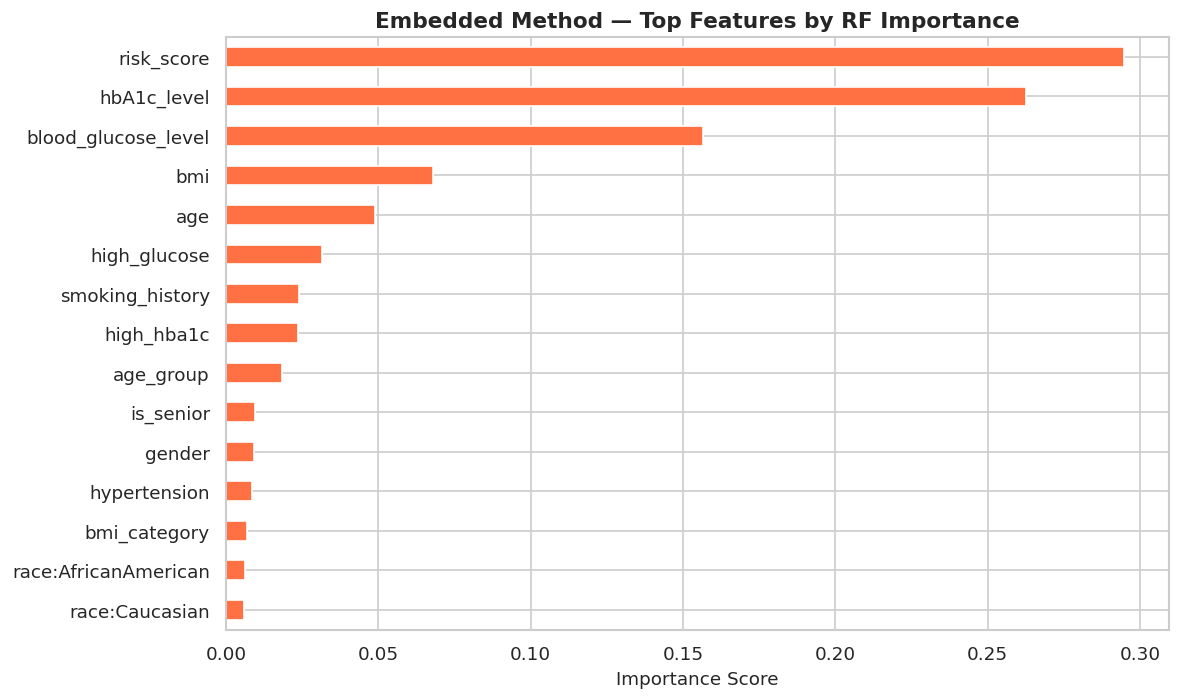 Embedded Method — Top Features by RF Importance
risk_score
hbA1c_level
blood_glucose_level
bmi
age
high_glucose
smoking_history
high_hba1c
age_group
is_senior
gender
hypertension
bmi_category
race:AfricanAmerican
race:Caucasian
0.00 0.05 0.10 0.15 0.20 0.25 0.30
Importance Score